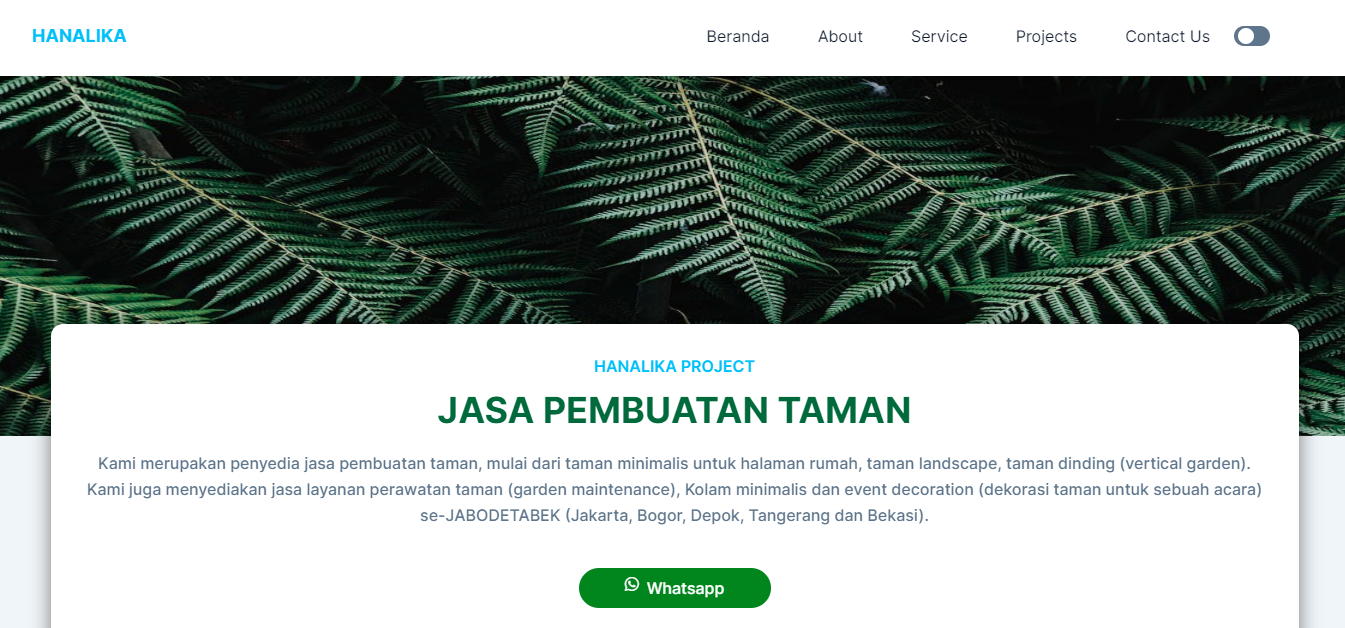 HANALIKA
Beranda About Service Projects Contact Us
HANALIKA PROJECT
JASA PEMBUATAN TAMAN
Kami merupakan penyedia jasa pembuatan taman, mulai dari taman minimalis untuk halaman rumah, taman landscape, taman dinding (vertical garden).
Kami juga menyediakan jasa layanan perawatan taman (garden maintenance), Kolam minimalis dan event decoration (dekorasi taman untuk sebuah acara)
se-JABODETABEK (Jakarta, Bogor, Depok, Tangerang dan Bekasi).
Whatsapp